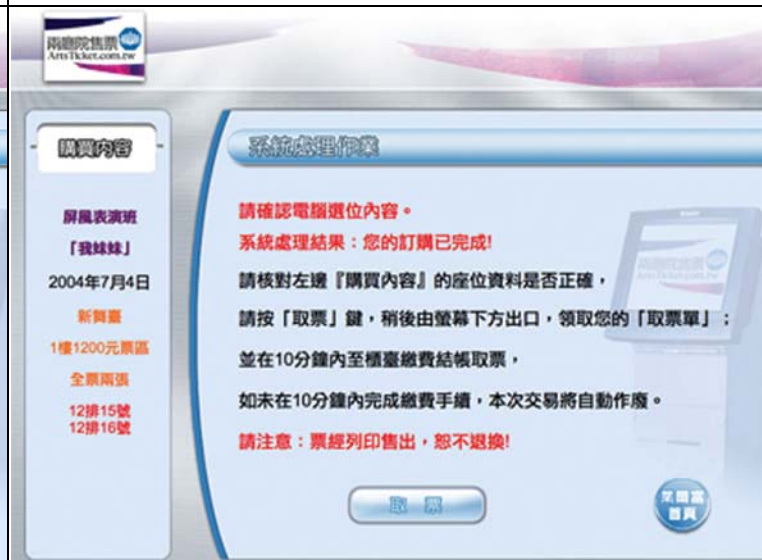 兩廳院售票
ArtsTicket.com.tw
購買內容
屏風表演班
「我妹妹」
2004年7月4日
新舞臺
1樓1200元票區
全票兩張
12排15號
12排16號
系統處理作業
請確認電腦選位內容。
系統處理結果：您的訂購已完成!
請核對左邊『購買內容』的座位資料是否正確，
請按「取票」鍵，稍後由螢幕下方出口，領取您的「取票單」；
並在10分鐘內至櫃臺繳費結帳取票，
如未在10分鐘內完成繳費手續，本次交易將自動作廢。
請注意：票經列印售出，恕不退換!
取 票
萊爾富
首頁
兩廳院售票